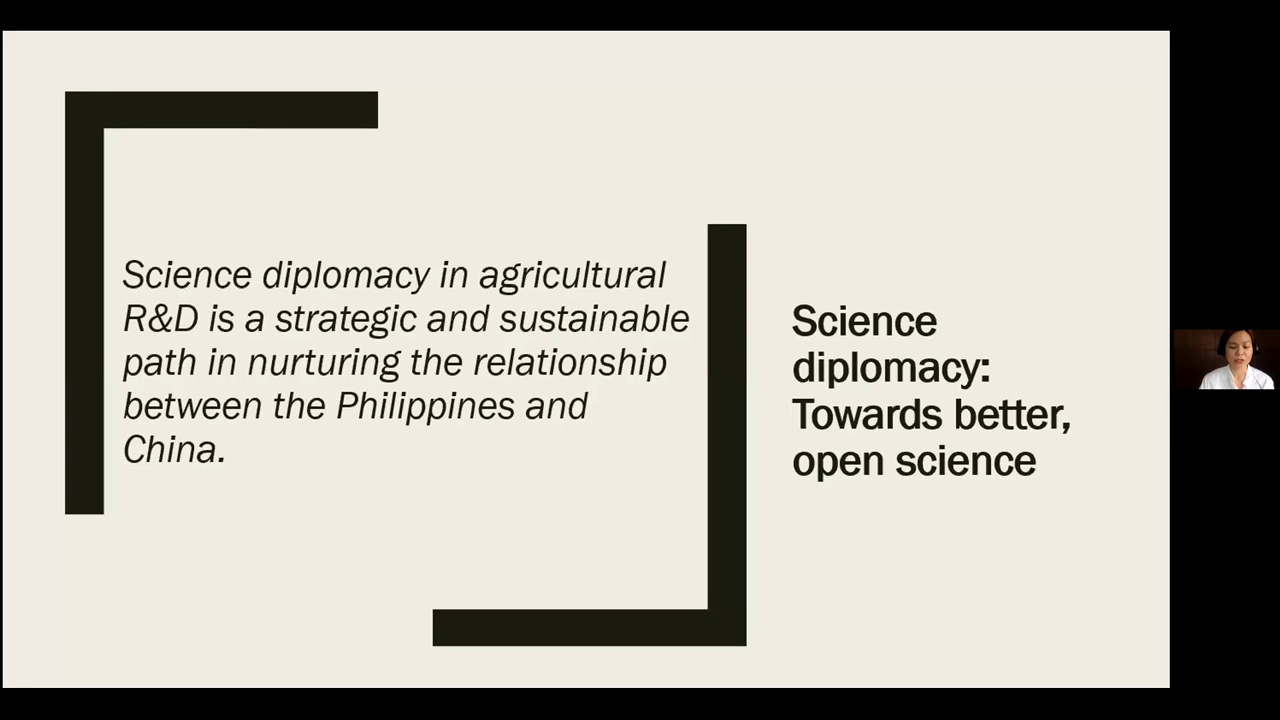 Science diplomacy in agricultural
R&D is a strategic and sustainable
path in nurturing the relationship
between the Philippines and
China.
Science
diplomacy:
Towards better,
open science